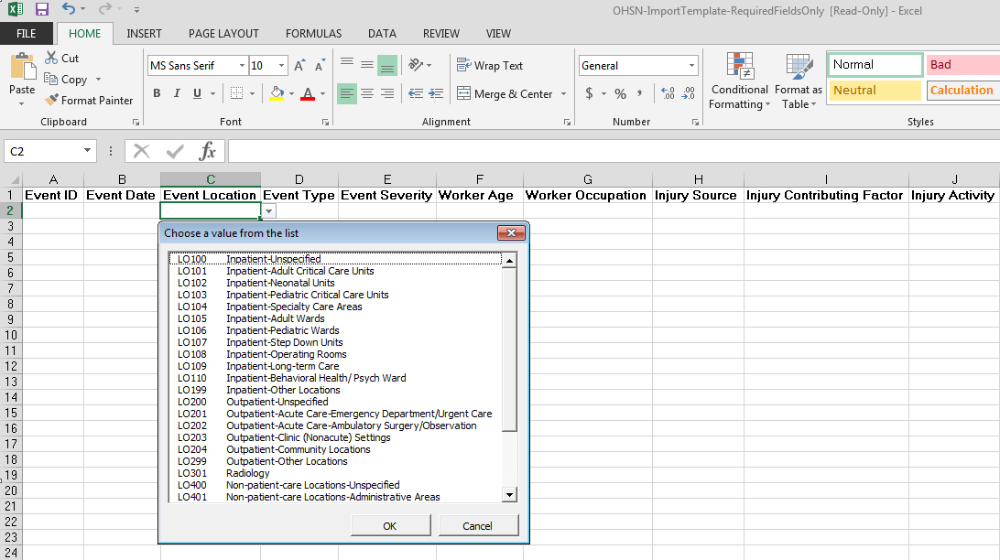 OHSN-ImportTemplate-RequiredFieldsOnly [Read-Only] - Excel
FILE HOME INSERT PAGE LAYOUT FORMULAS DATA REVIEW VIEW
Paste
Cut
Copy
Format Painter
Clipboard
MS Sans Serif 10
B I U
Font
Wrap Text
Merge & Center
Alignment
General
$ % ,
Number
Conditional Formatting
Format as Table
Normal Bad
Neutral Calculation
Styles
C2
fx
A B C D E F G H I J
1 Event ID Event Date Event Location Event Type Event Severity Worker Age Worker Occupation Injury Source Injury Contributing Factor Injury Activity
2
3
4
5
6
7
8
9
10
11
12
13
14
15
16
17
18
19
20
21
22
23
24
Choose a value from the list
LO100 Inpatient-Unspecified
LO101 Inpatient-Adult Critical Care Units
LO102 Inpatient-Neonatal Units
LO103 Inpatient-Pediatric Critical Care Units
LO104 Inpatient-Specialty Care Areas
LO105 Inpatient-Adult Wards
LO106 Inpatient-Pediatric Wards
LO107 Inpatient-Step Down Units
LO108 Inpatient-Operating Rooms
LO109 Inpatient-Long-term Care
LO110 Inpatient-Behavioral Health/ Psych Ward
LO199 Inpatient-Other Locations
LO200 Outpatient-Unspecified
LO201 Outpatient-Acute Care-Emergency Department/Urgent Care
LO202 Outpatient-Acute Care-Ambulatory Surgery/Observation
LO203 Outpatient-Clinic (Nonacute) Settings
LO204 Outpatient-Community Locations
LO299 Outpatient-Other Locations
LO301 Radiology
LO400 Non-patient-care Locations-Unspecified
LO401 Non-patient-care Locations-Administrative Areas
OK Cancel